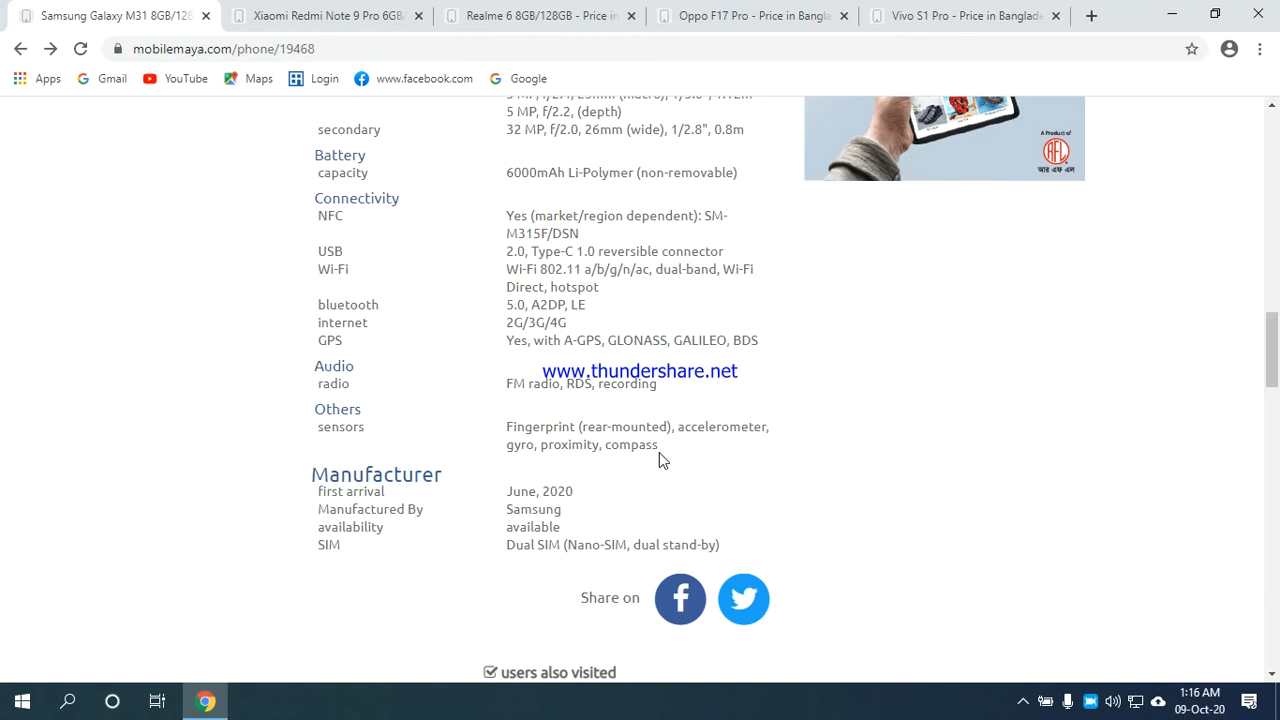 Samsung Galaxy M31 8GB/128
Xiaomi Redmi Note 9 Pro 6GB
Realme 6 8GB/128GB - Price in
Oppo F17 Pro - Price in Bangla
Vivo S1 Pro - Price in Banglade
mobilemaya.com/phone/19468
Apps
Gmail
YouTube
Maps
Login
www.facebook.com
Google
5 MP, f/2.2, (depth)
secondary 32 MP, f/2.0, 26mm (wide), 1/2.8", 0.8m
Battery
capacity 6000mAh Li-Polymer (non-removable)
Connectivity
NFC Yes (market/region dependent): SM-
M315F/DSN
USB 2.0, Type-C 1.0 reversible connector
Wi-Fi Wi-Fi 802.11 a/b/g/n/ac, dual-band, Wi-Fi
Direct, hotspot
bluetooth 5.0, A2DP, LE
internet 2G/3G/4G
GPS Yes, with A-GPS, GLONASS, GALILEO, BDS
Audio
www.thundershare.net
radio FM radio, RDS, recording
Others
sensors Fingerprint (rear-mounted), accelerometer,
gyro, proximity, compass
Manufacturer
first arrival June, 2020
Manufactured By Samsung
availability available
SIM Dual SIM (Nano-SIM, dual stand-by)
Share on
users also visited
A Product of
RFL
আর এফ এল
1:16 AM
09-Oct-20